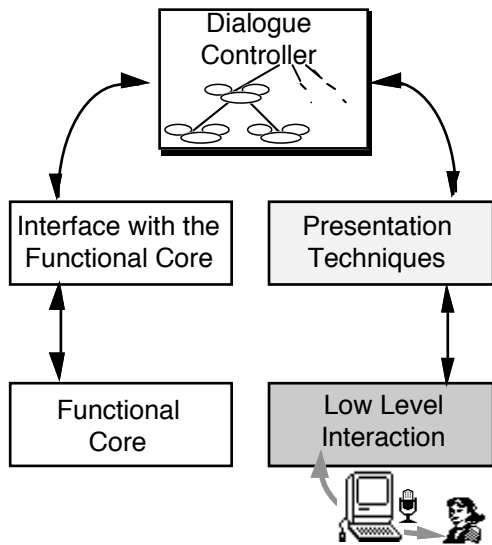 Dialogue
Controller
Interface with the
Functional Core
Presentation
Techniques
Functional
Core
Low Level
Interaction